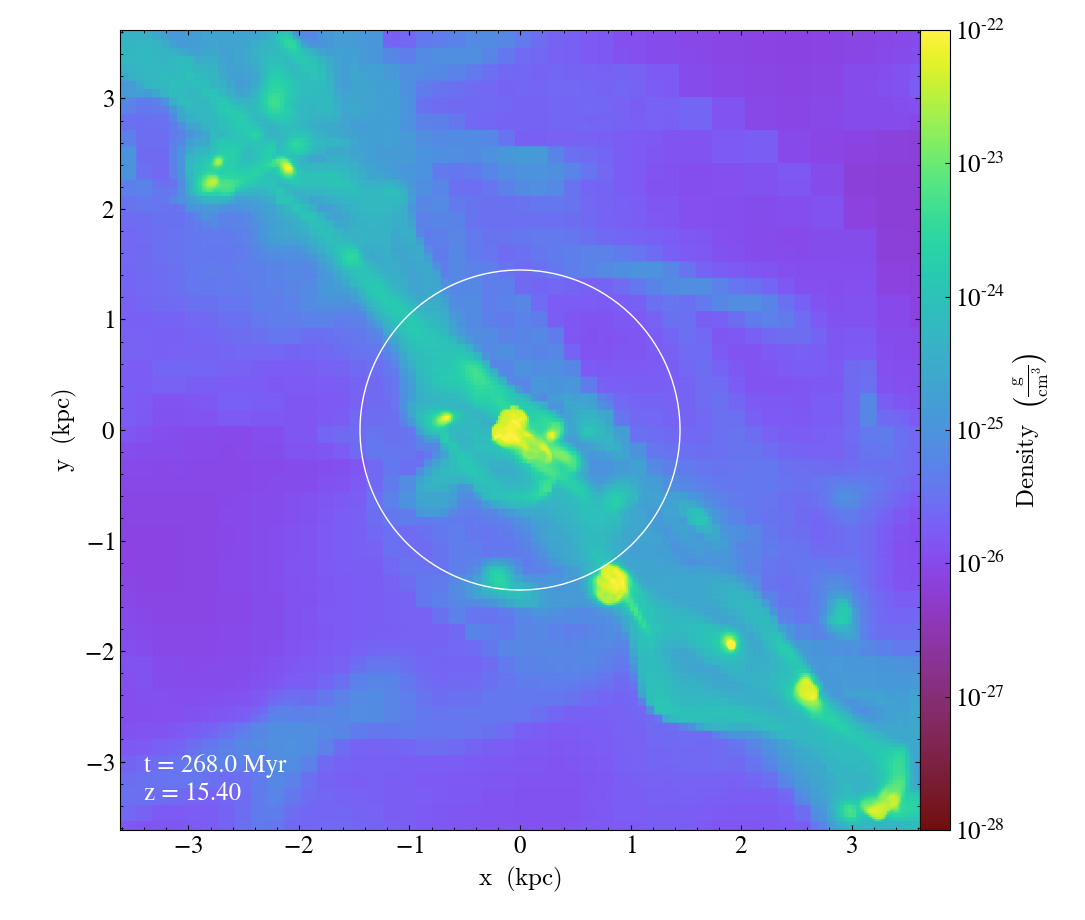 3
2
1
0
−1
−2
−3
y (kpc)
t = 268.0 Myr
z = 15.40
−3 −2 −1 0 1 2 3
x (kpc)
10-22
10-23
10-24
10-25
10-26
10-27
10-28
Density (g/cm3)